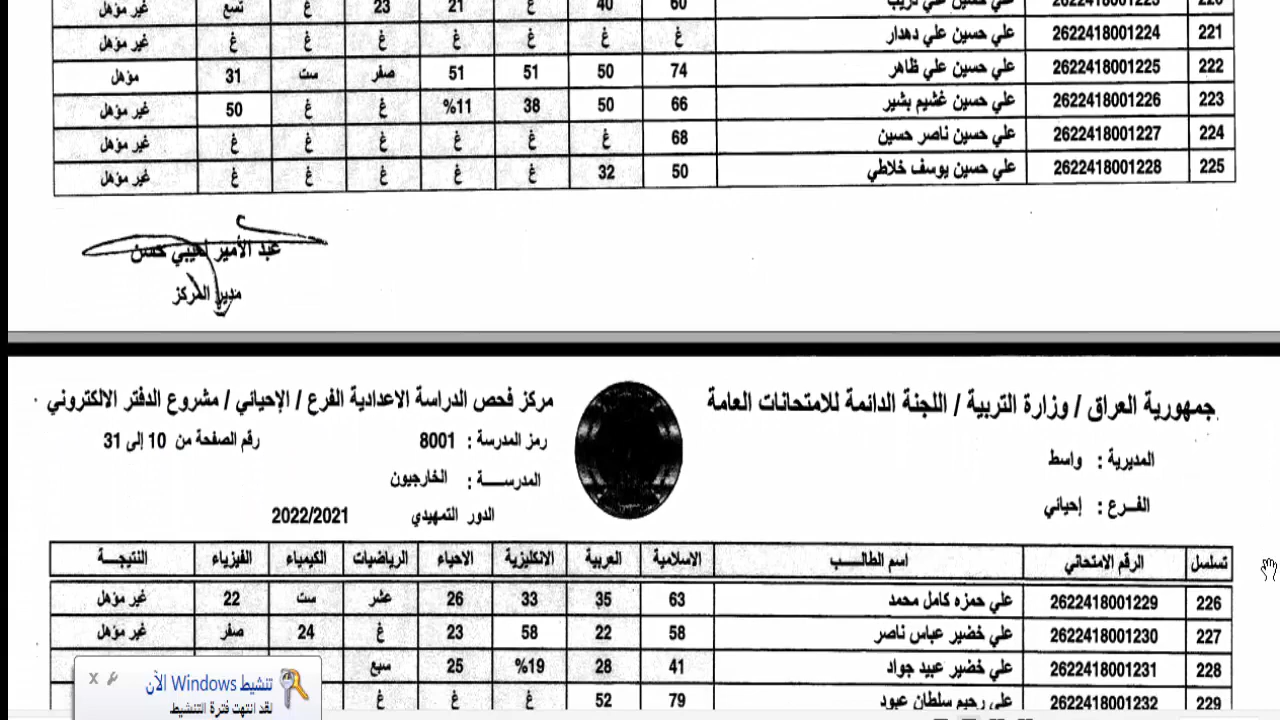 220 2622418001223 علي حسين علي دريب 60 40 غ 21 23 غ تسع غير مؤهل
221 2622418001224 علي حسين علي دهدار غ غ غ غ غ غ غ غير مؤهل
222 2622418001225 علي حسين علي ظاهر 74 50 51 51 صفر ست 31 مؤهل
223 2622418001226 علي حسين غشيم بشير 66 50 38 %11 غ غ 50 غير مؤهل
224 2622418001227 علي حسين ناصر حسين 68 غ غ غ غ غ غ غير مؤهل
225 2622418001228 علي حسين يوسف خلاطي 50 32 غ غ غ غ غ غير مؤهل
عبد الأمير لعيبي حسن
مدير المركز
جمهورية العراق / وزارة التربية / اللجنة الدائمة للامتحانات العامة
مركز فحص الدراسة الاعدادية الفرع / الإحيائي / مشروع الدفتر الالكتروني
المديرية : واسط
رمز المدرسة : 8001
رقم الصفحة من 10 إلى 31
الفــرع : إحيائي
المدرســـة : الخارجيون
الدور التمهيدي 2022/2021
تسلسل الرقم الامتحاني اسم الطالـــب الاسلامية العربية الانكليزية الاحياء الرياضيات الكيمياء الفيزياء النتيجـــة
226 2622418001229 علي حمزه كامل محمد 63 35 33 26 عشر ست 22 غير مؤهل
227 2622418001230 علي خضير عباس ناصر 58 22 58 23 غ 24 صفر غير مؤهل
228 2622418001231 علي خضير عبيد جواد 41 28 %19 25 سبع
229 2622418001232 علي رحيم سلطان عبود 79 52 غ غ غ
تنشيط Windows الآن
لقد انتهت فترة التنشيط